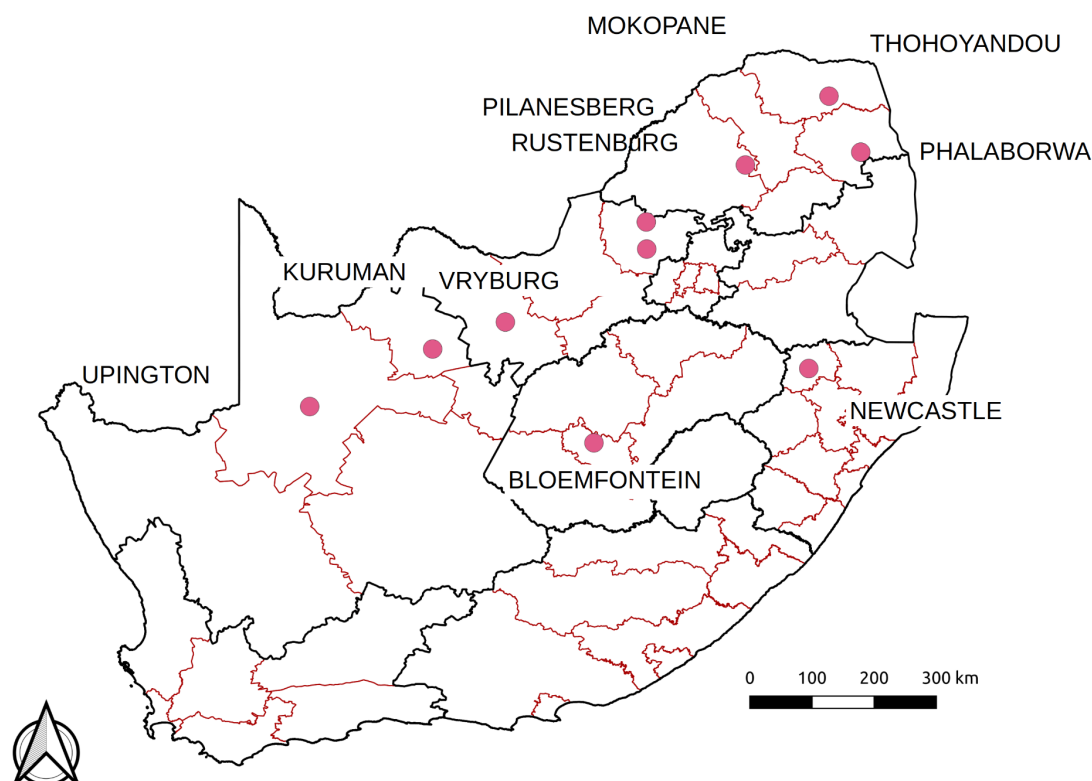 MOKOPANE
THOHOYANDOU
PILANESBERG
RUSTENBURG
PHALABORWA
KURUMAN
VRYBURG
UPINGTON
NEWCASTLE
BLOEMFONTEIN
0 100 200 300 km